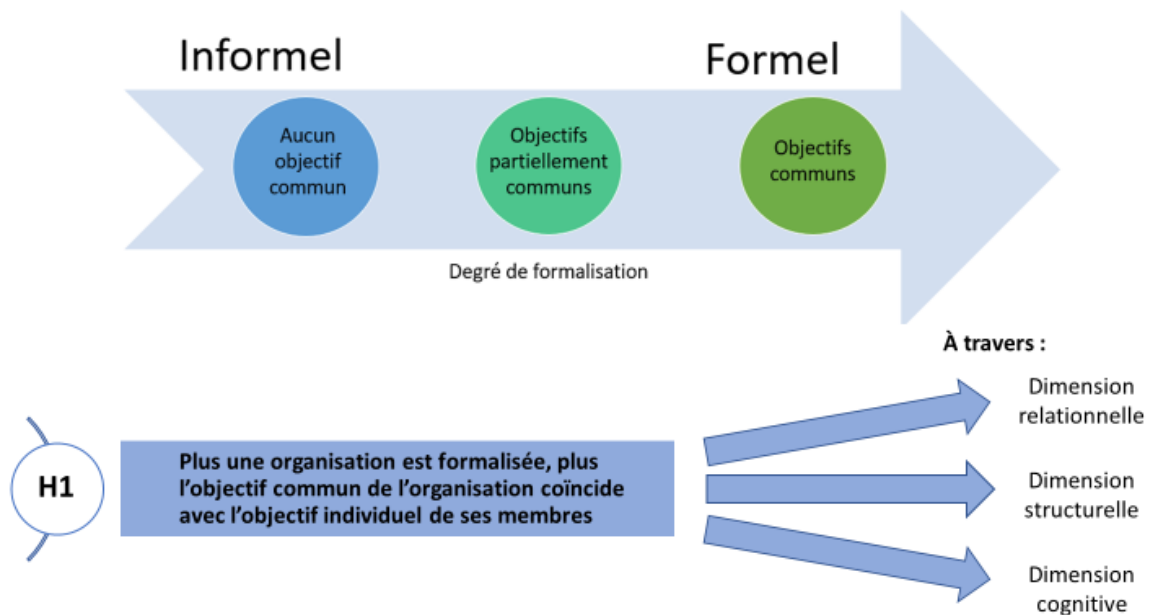 Informel
Formel
Aucun
objectif
commun
Objectifs
partiellement
communs
Objectifs
communs
Degré de formalisation
À travers :
Dimension
relationnelle
H1
Plus une organisation est formalisée, plus
l’objectif commun de l’organisation coïncide
avec l’objectif individuel de ses membres
Dimension
structurelle
Dimension
cognitive